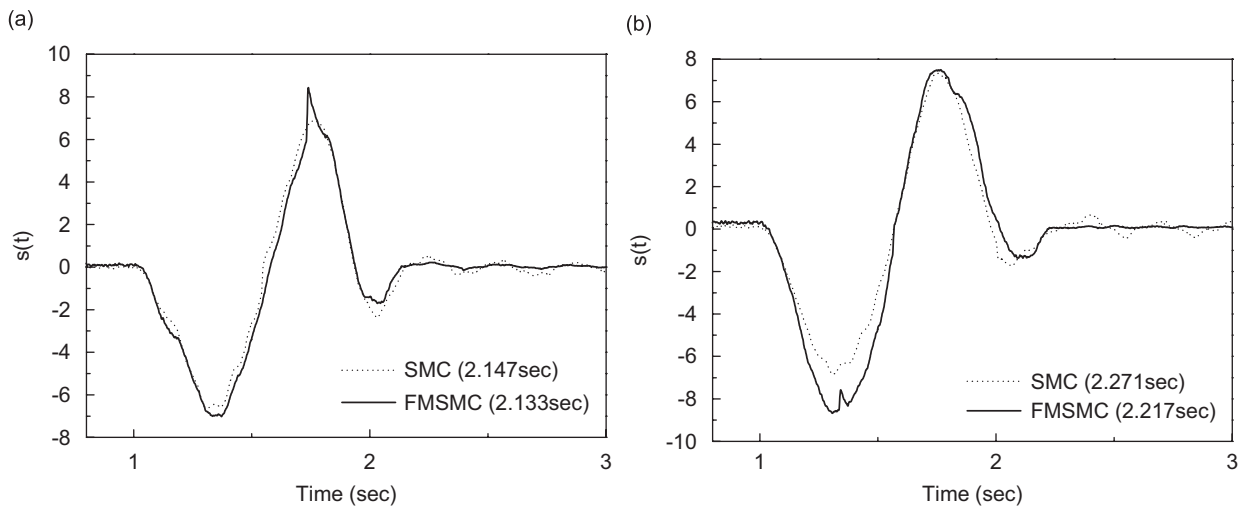 (a)
10
8
6
4
2
0
-2
-4
-6
-8
s(t)
SMC (2.147sec)
FMSMC (2.133sec)
1
2
3
Time (sec)
(b)
8
6
4
2
0
-2
-4
-6
-8
-10
s(t)
SMC (2.271sec)
FMSMC (2.217sec)
1
2
3
Time (sec)